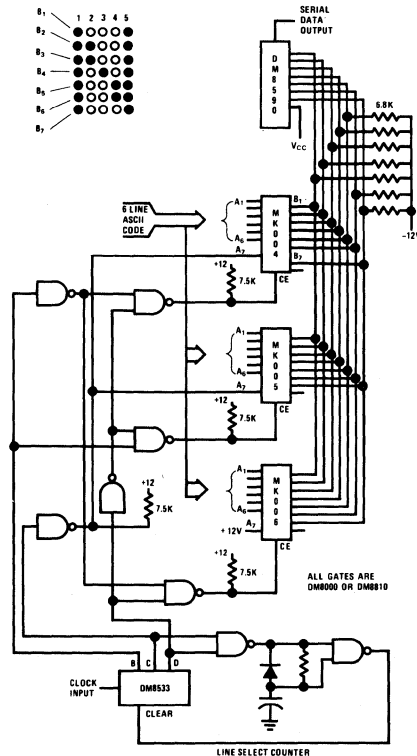 B1
B2
B3
B4
B5
B6
B7
1 2 3 4 5
SERIAL
DATA
OUTPUT
DM8590
VCC
6.8K
-12V
6 LINE
ASCII
CODE
A1
A6
A7
MK004
B1
B7
CE
+12
7.5K
A1
A6
A7
MK005
CE
+12
7.5K
A1
A6
A7
+12V
MK006
CE
+12
7.5K
+12
7.5K
ALL GATES ARE
DM8000 OR DM8810
B C D
CLOCK
INPUT
DM8533
CLEAR
LINE SELECT COUNTER